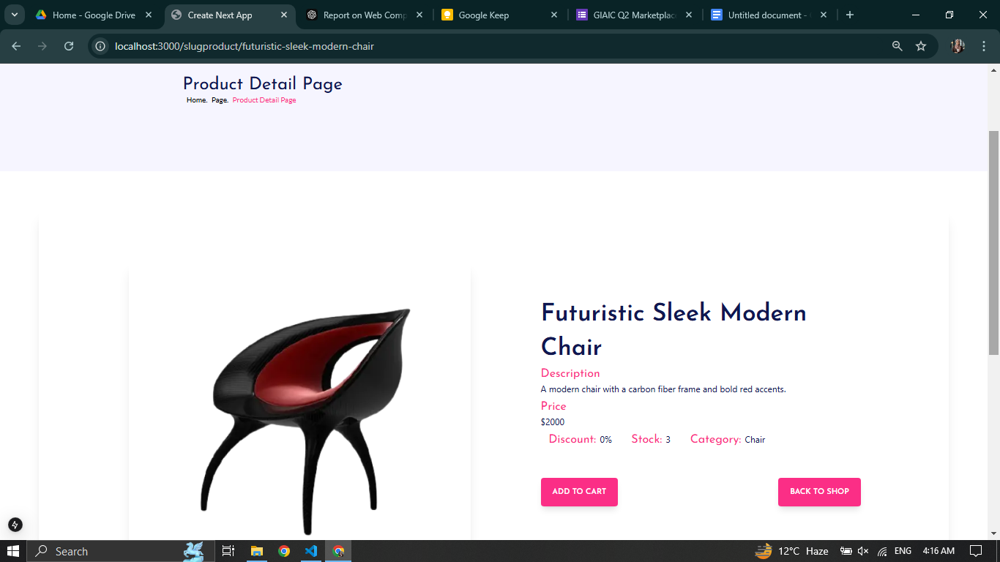 Home - Google Drive
Create Next App
Report on Web Comp
Google Keep
GIAIC Q2 Marketplac
Untitled document -
localhost:3000/slugproduct/futuristic-sleek-modern-chair
Product Detail Page
Home. Page. Product Detail Page
Futuristic Sleek Modern
Chair
Description
A modern chair with a carbon fiber frame and bold red accents.
Price
$2000
Discount: 0% Stock: 3 Category: Chair
ADD TO CART
BACK TO SHOP
Search
12°C Haze
ENG
4:16 AM